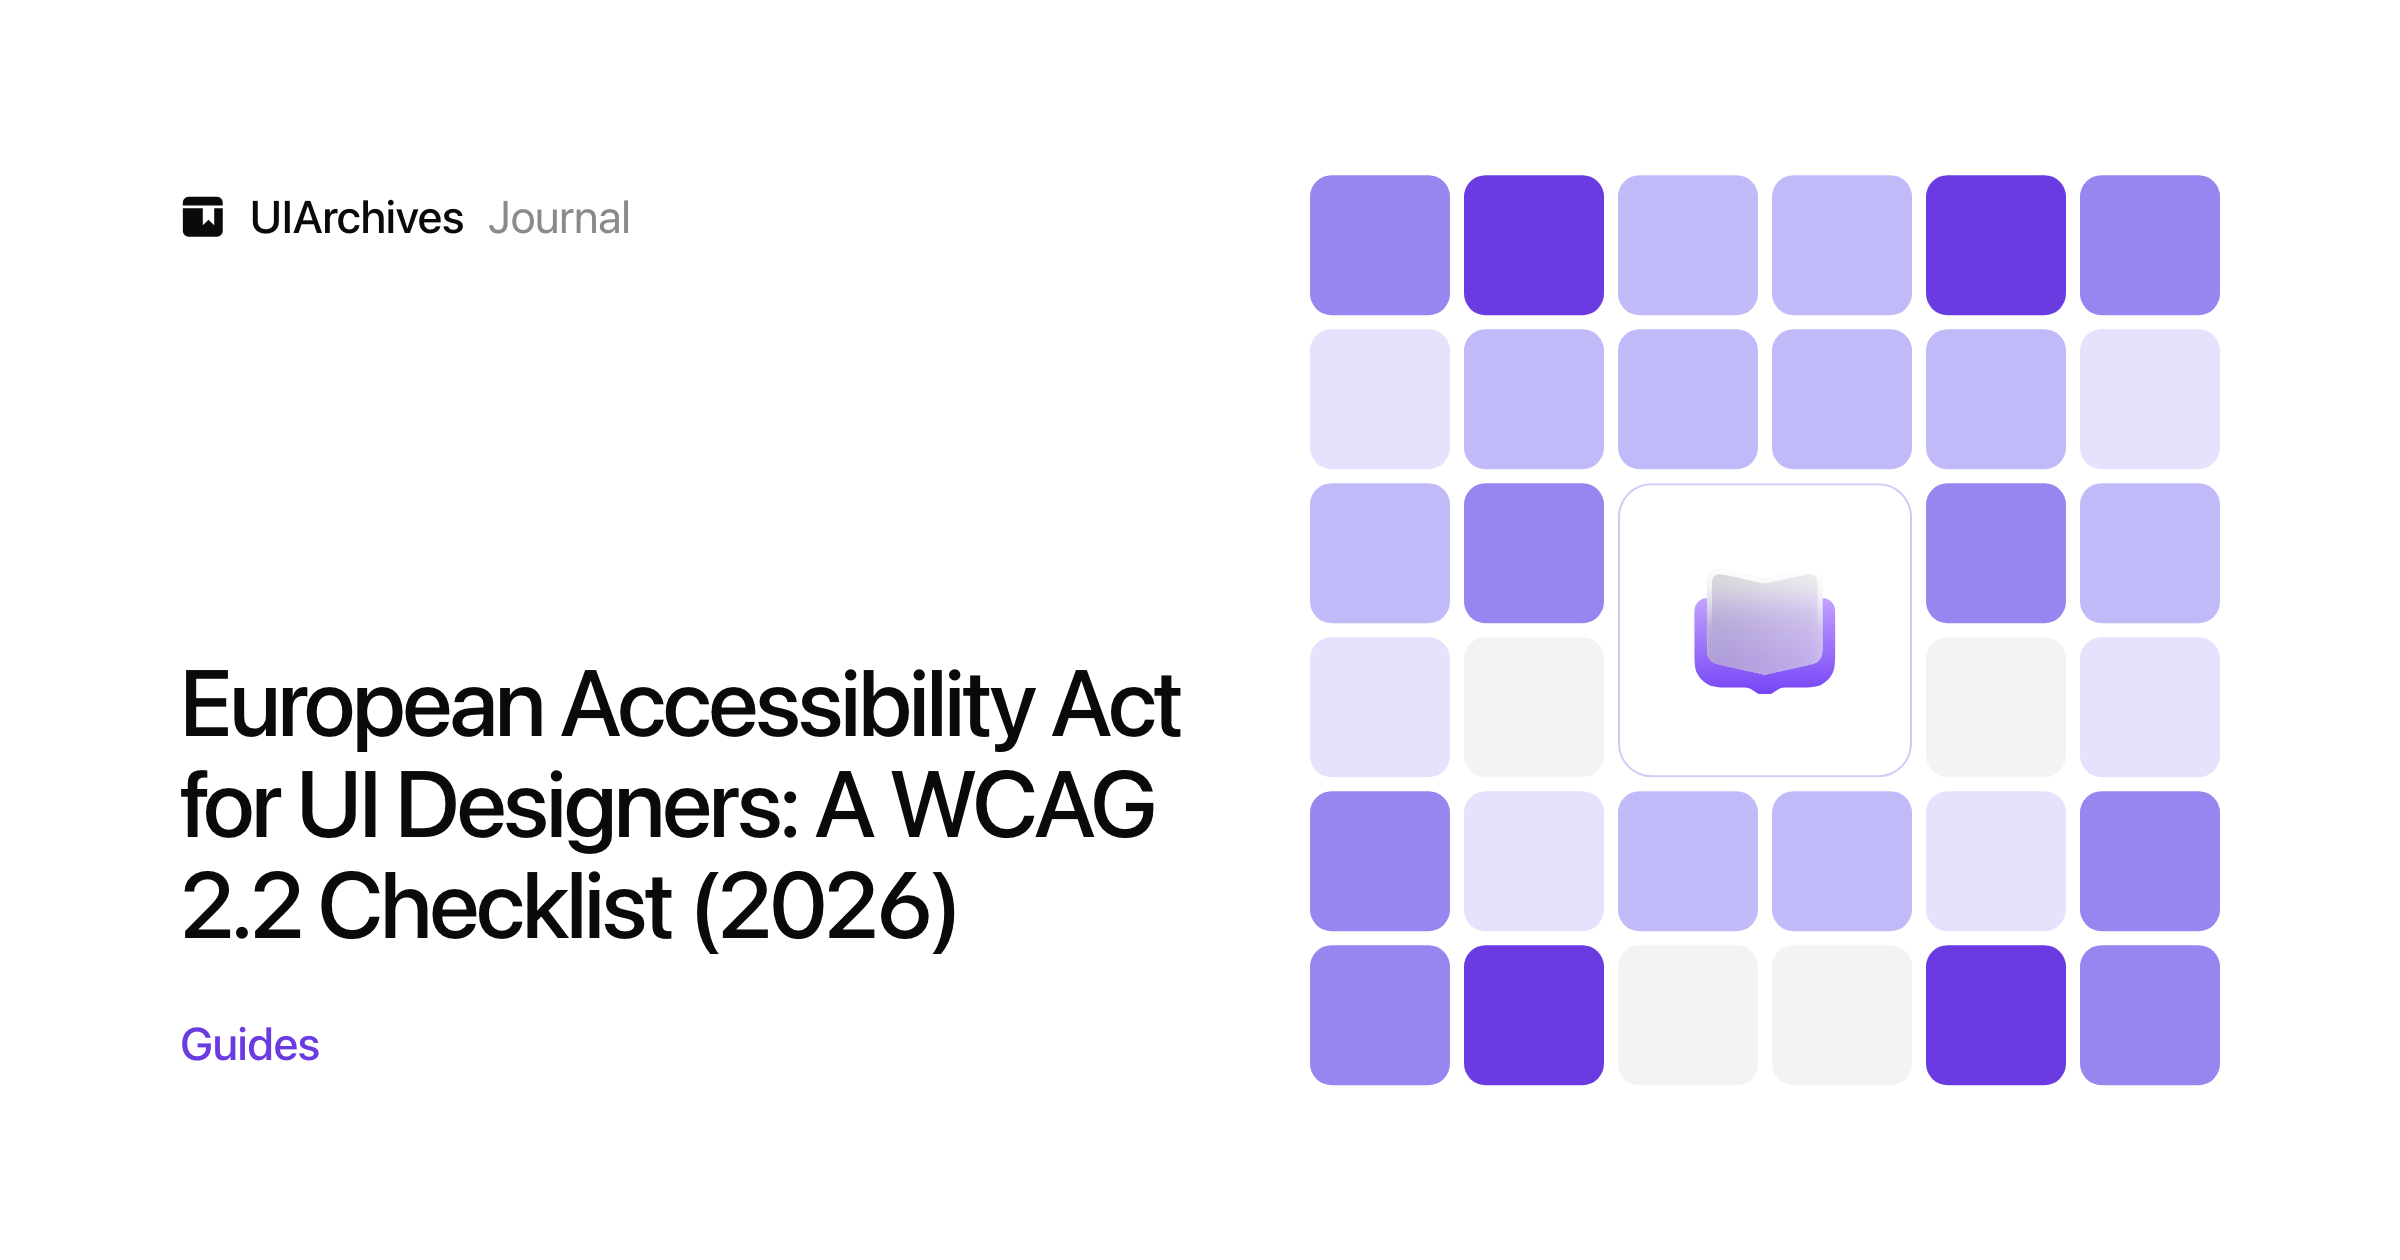 UIArchives Journal
European Accessibility Act
for UI Designers: A WCAG
2.2 Checklist (2026)
Guides